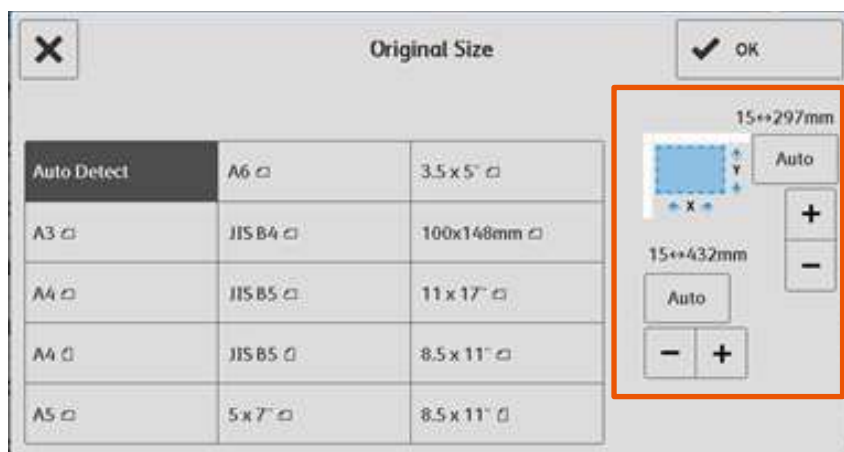 Original Size
OK
15↔297mm
Auto
Y
X
+
−
15↔432mm
Auto
− +
Auto Detect A6 3.5 x 5"
A3 JIS B4 100x148mm
A4 JIS B5 11 x 17"
A4 JIS B5 8.5 x 11"
A5 5 x 7" 8.5 x 11"